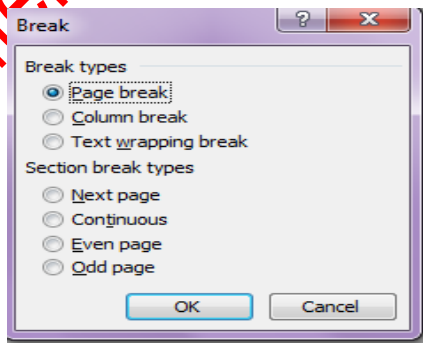 Break
Break types
Page break
Column break
Text wrapping break
Section break types
Next page
Continuous
Even page
Odd page
OK Cancel